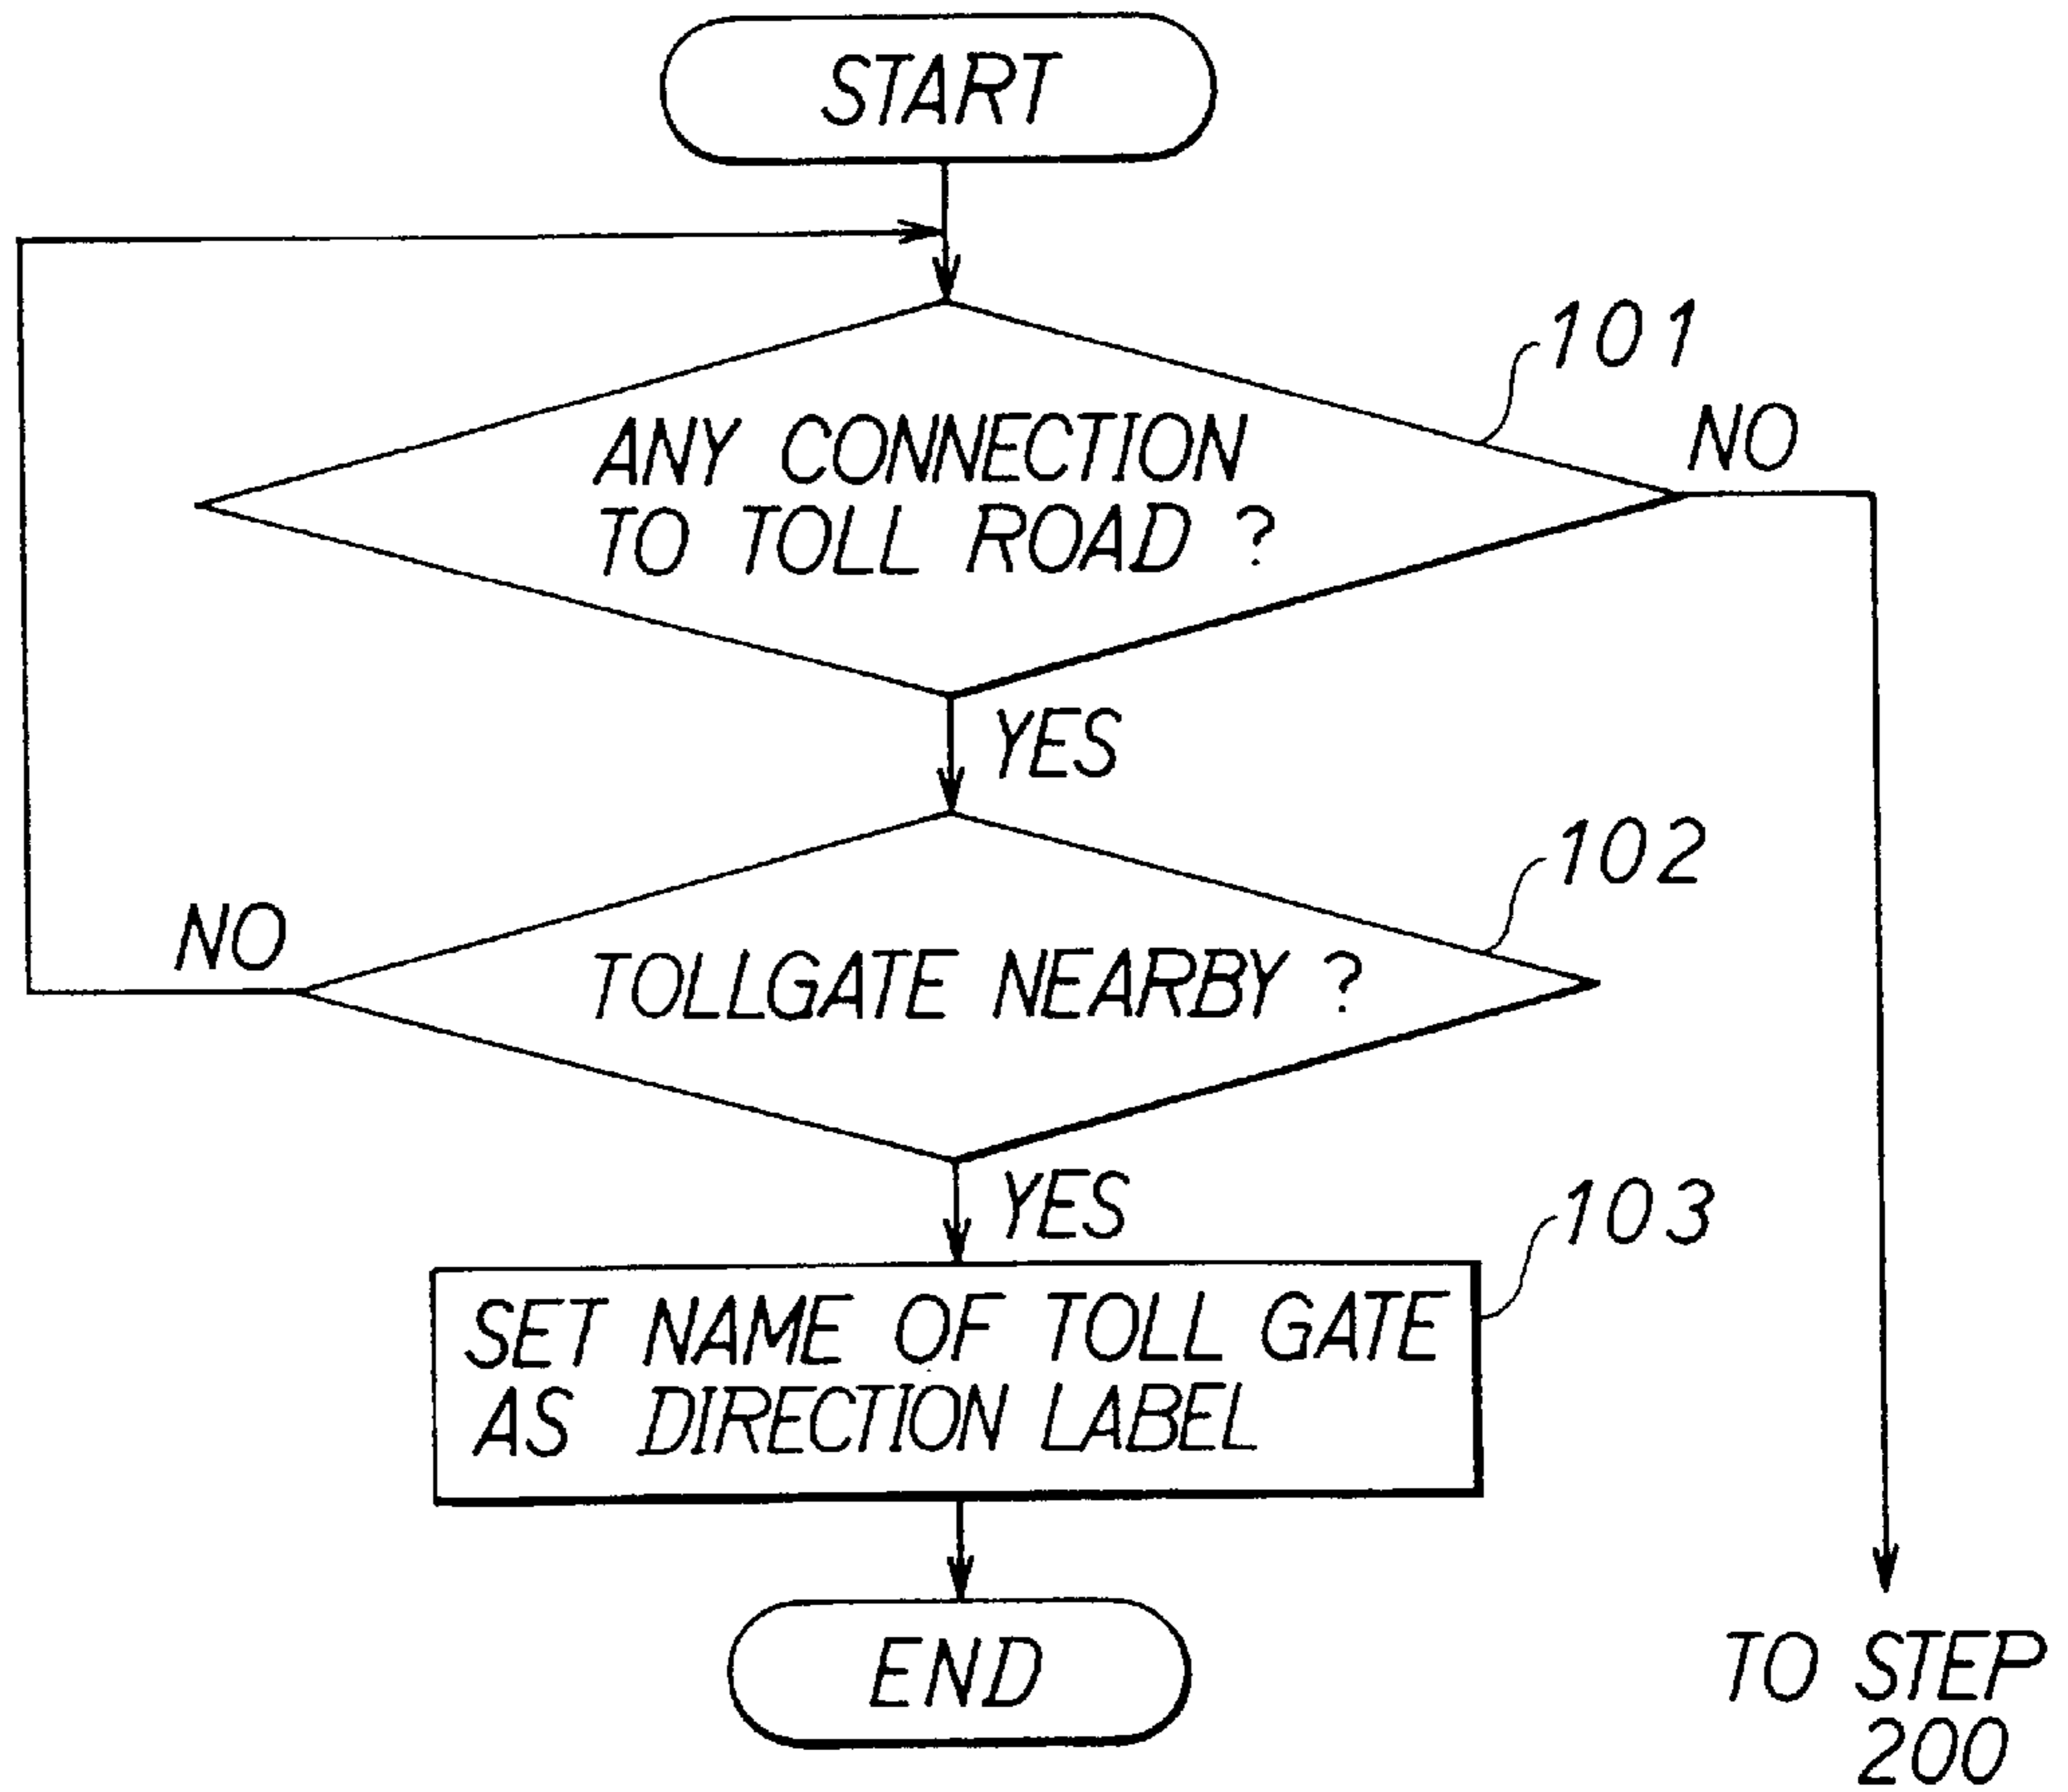 START
101
NO
ANY CONNECTION
TO TOLL ROAD ?
YES
102
NO
TOLLGATE NEARBY ?
YES
103
SET NAME OF TOLL GATE
AS DIRECTION LABEL
END
TO STEP
200